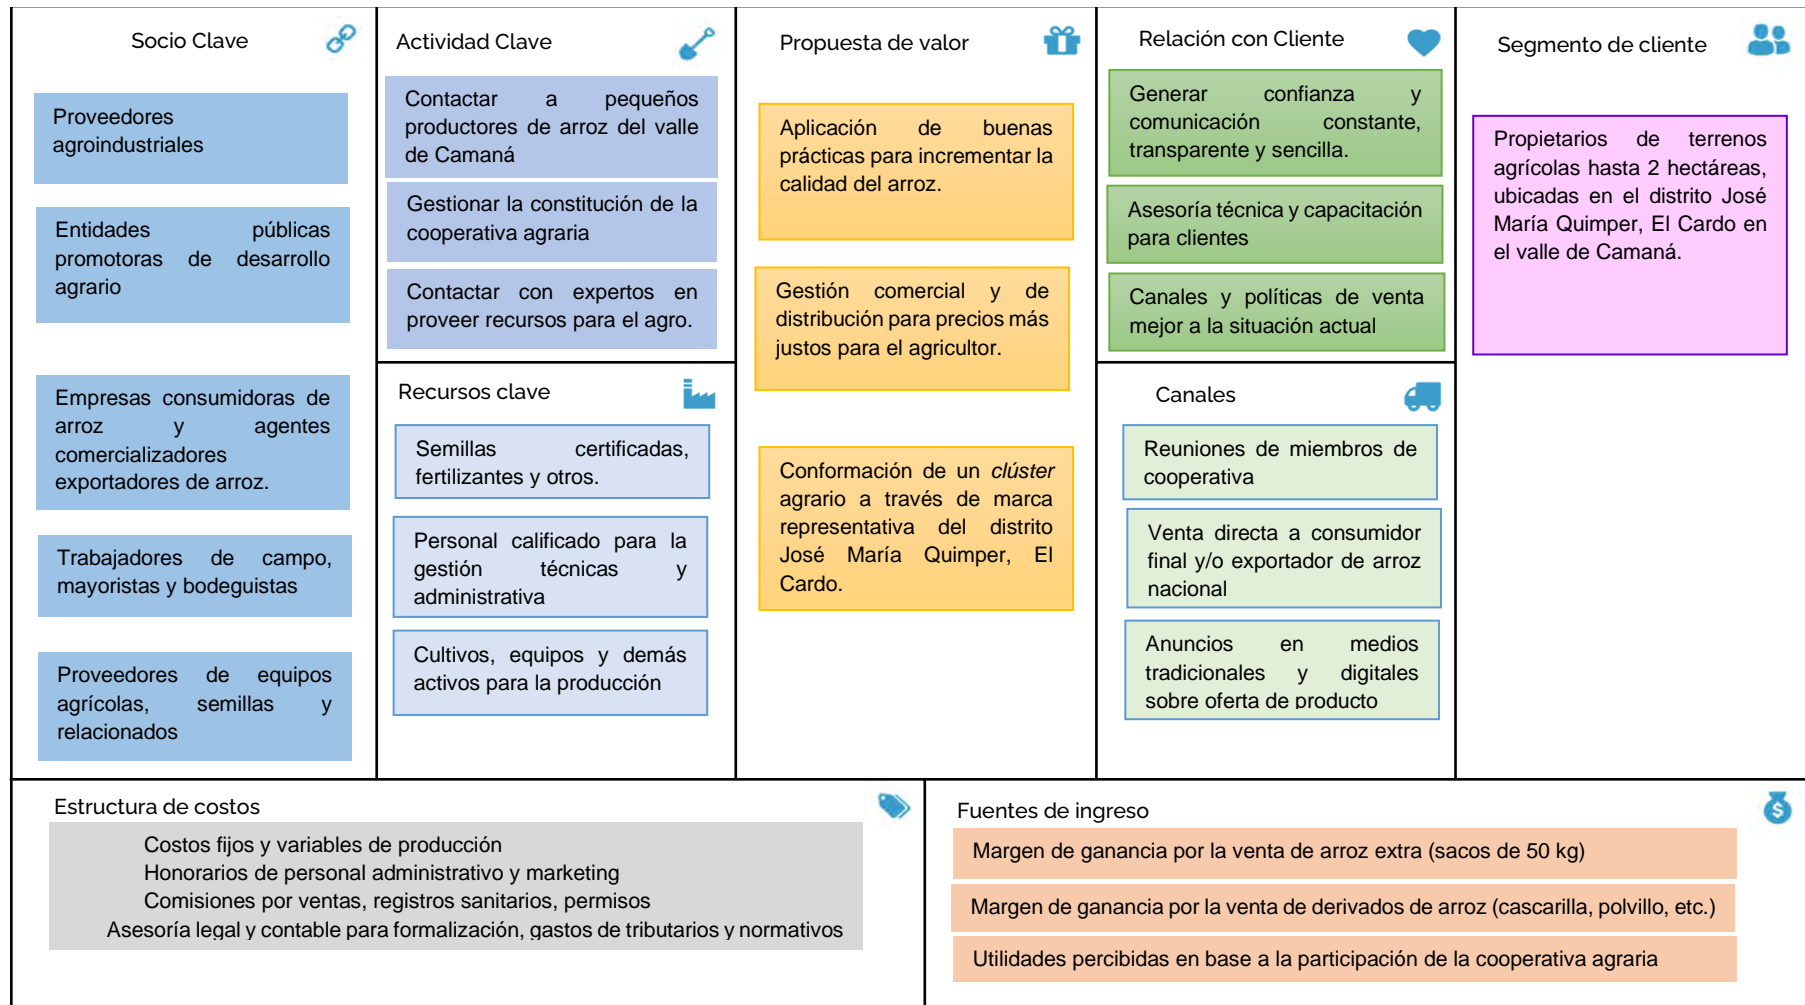 Socio Clave
Proveedores
agroindustriales
Entidades públicas
promotoras de desarrollo
agrario
Empresas consumidoras de
arroz y agentes
comercializadores
exportadores de arroz.
Trabajadores de campo,
mayoristas y bodeguistas
Proveedores de equipos
agrícolas, semillas y
relacionados
Actividad Clave
Contactar a pequeños
productores de arroz del valle
de Camaná
Gestionar la constitución de la
cooperativa agraria
Contactar con expertos en
proveer recursos para el agro.
Recursos clave
Semillas certificadas,
fertilizantes y otros.
Personal calificado para la
gestión técnicas y
administrativa
Cultivos, equipos y demás
activos para la producción
Propuesta de valor
Aplicación de buenas
prácticas para incrementar la
calidad del arroz.
Gestión comercial y de
distribución para precios más
justos para el agricultor.
Conformación de un clúster
agrario a través de marca
representativa del distrito
José María Quimper, El
Cardo.
Relación con Cliente
Generar confianza y
comunicación constante,
transparente y sencilla.
Asesoría técnica y capacitación
para clientes
Canales y políticas de venta
mejor a la situación actual
Canales
Reuniones de miembros de
cooperativa
Venta directa a consumidor
final y/o exportador de arroz
nacional
Anuncios en medios
tradicionales y digitales
sobre oferta de producto
Segmento de cliente
Propietarios de terrenos
agrícolas hasta 2 hectáreas,
ubicadas en el distrito José
María Quimper, El Cardo en
el valle de Camaná.
Estructura de costos
Costos fijos y variables de producción
Honorarios de personal administrativo y marketing
Comisiones por ventas, registros sanitarios, permisos
Asesoría legal y contable para formalización, gastos de tributarios y normativos
Fuentes de ingreso
Margen de ganancia por la venta de arroz extra (sacos de 50 kg)
Margen de ganancia por la venta de derivados de arroz (cascarilla, polvillo, etc.)
Utilidades percibidas en base a la participación de la cooperativa agraria